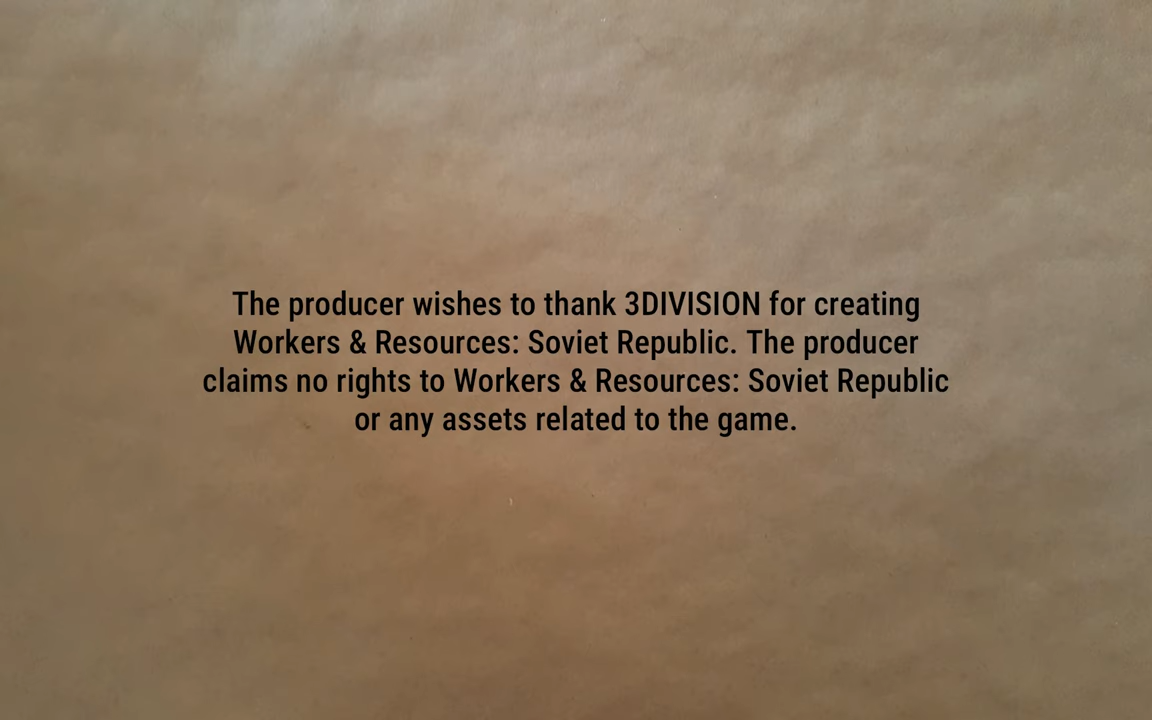 The producer wishes to thank 3DIVISION for creating
Workers & Resources: Soviet Republic. The producer
claims no rights to Workers & Resources: Soviet Republic
or any assets related to the game.